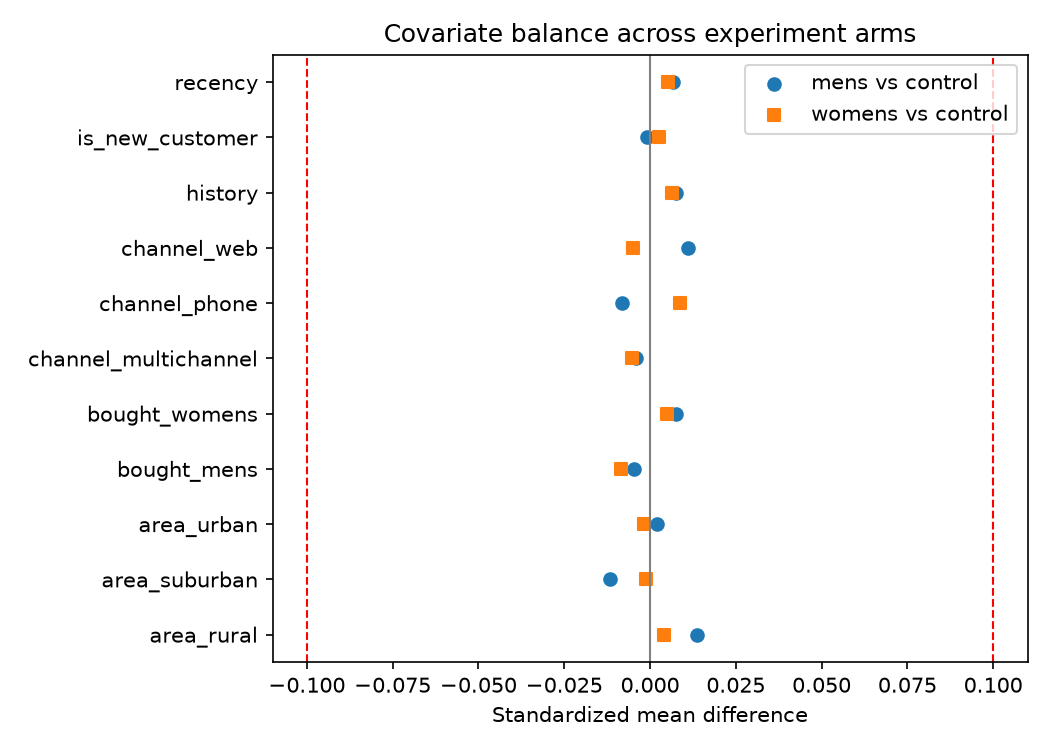 Covariate balance across experiment arms
mens vs control
womens vs control
recency
is_new_customer
history
channel_web
channel_phone
channel_multichannel
bought_womens
bought_mens
area_urban
area_suburban
area_rural
−0.100 −0.075 −0.050 −0.025 0.000 0.025 0.050 0.075 0.100
Standardized mean difference